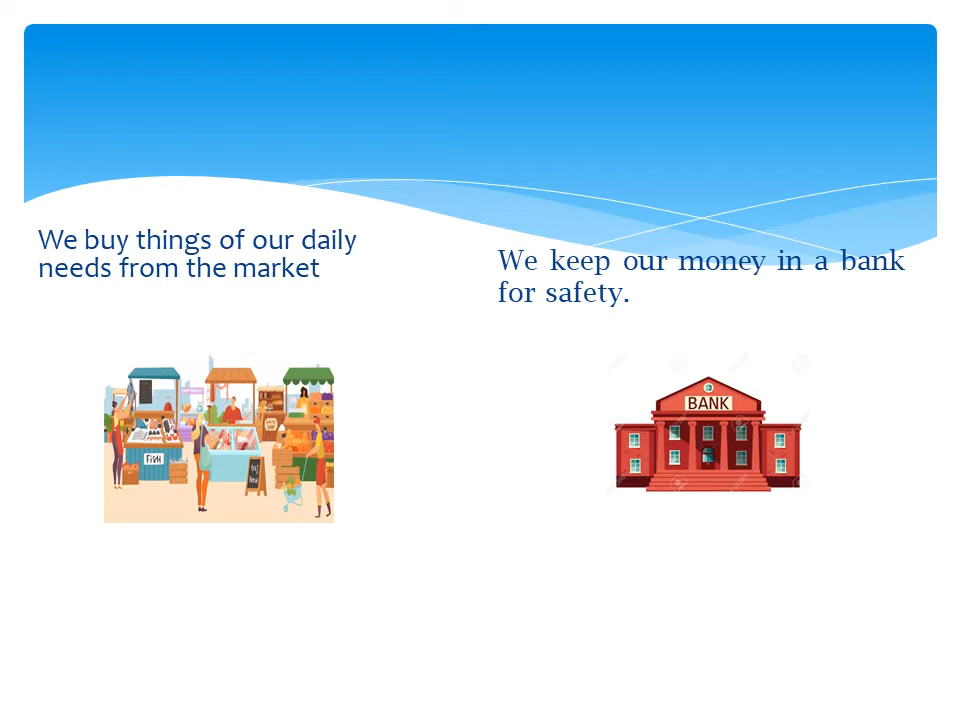 We buy things of our daily
needs from the market
We keep our money in a bank
for safety.
FISH
BANK